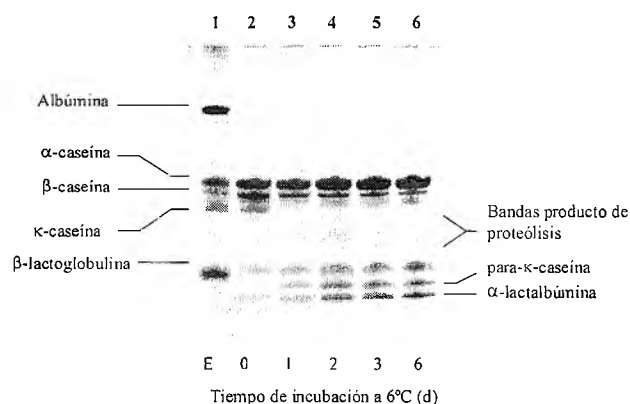 1 2 3 4 5 6
Albúmina
α-caseína
β-caseína
κ-caseína
β-lactoglobulina
Bandas producto de
proteólisis
para-κ-caseína
α-lactalbúmina
E 0 1 2 3 6
Tiempo de incubación a 6ºC (d)